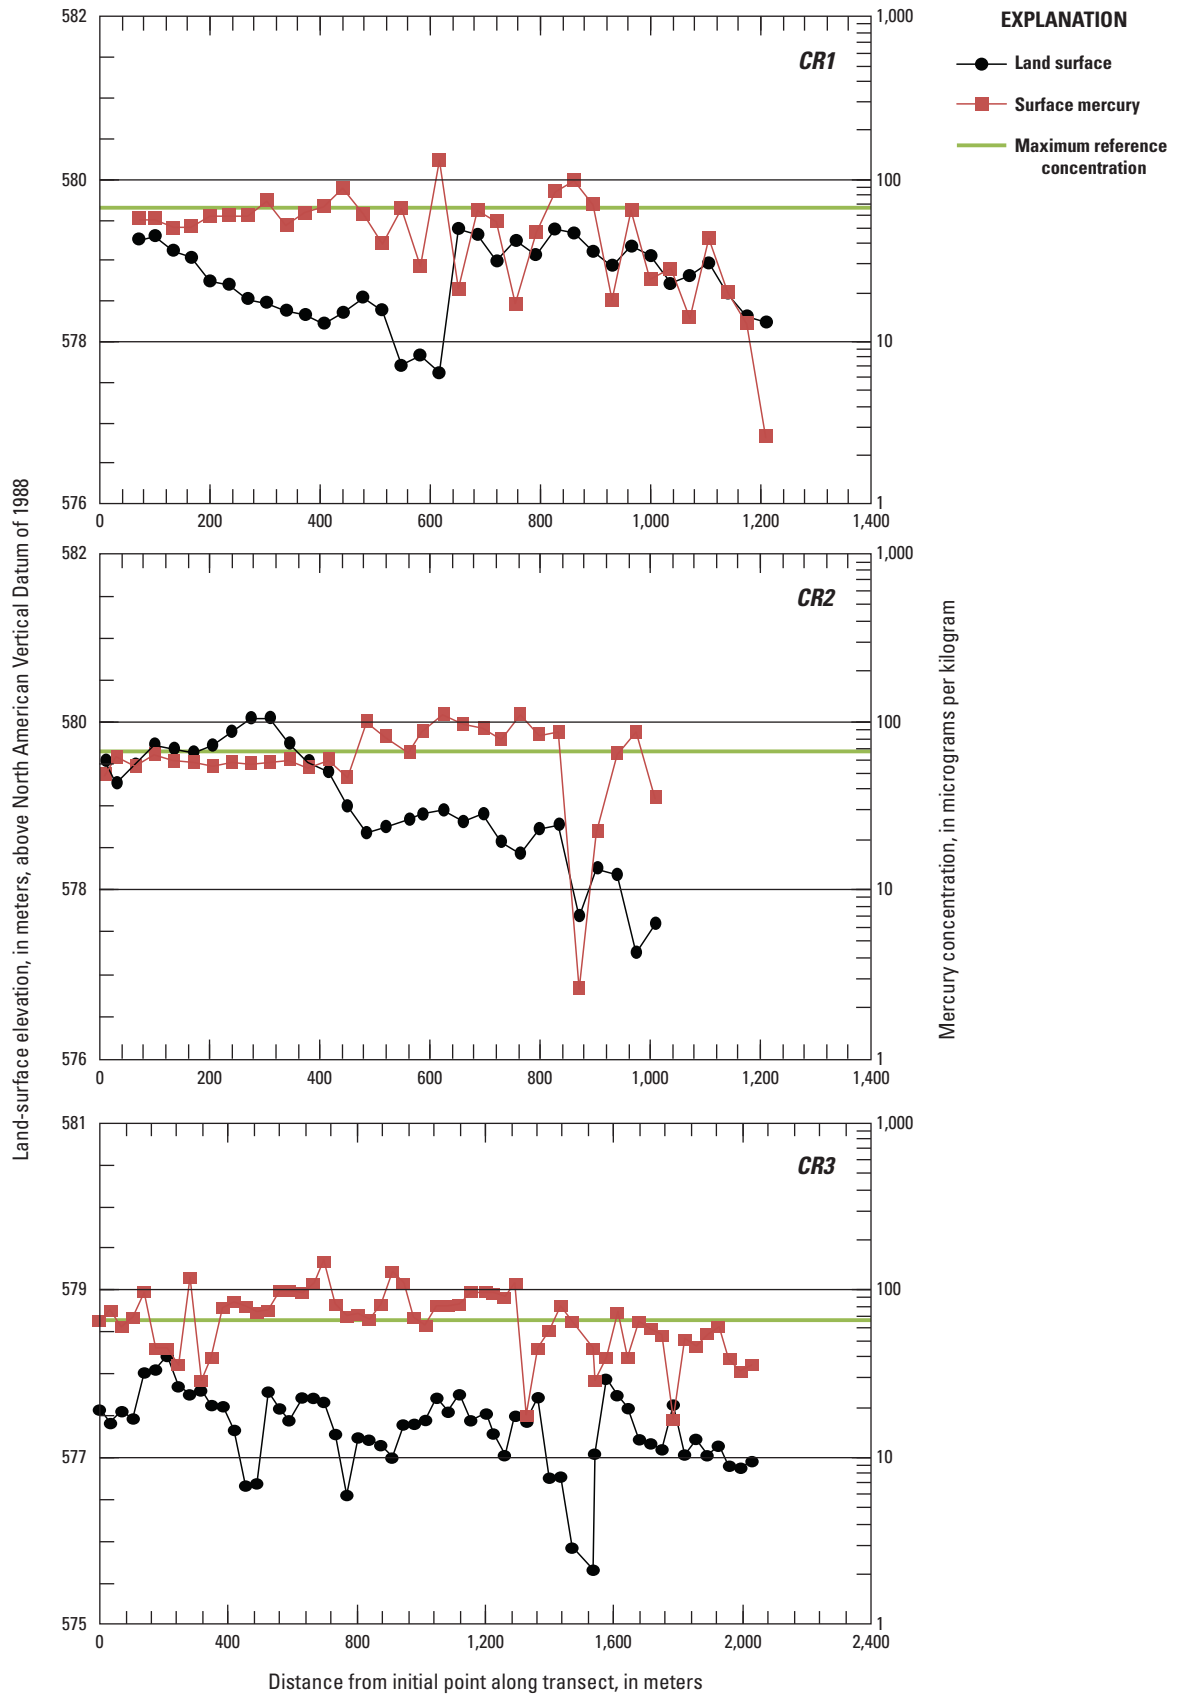 EXPLANATION
Land surface
Surface mercury
Maximum reference
concentration
Land-surface elevation, in meters, above North American Vertical Datum of 1988
Mercury concentration, in micrograms per kilogram
CR1
582
580
578
576
1,000
100
10
1
0 200 400 600 800 1,000 1,200 1,400
CR2
582
580
578
576
1,000
100
10
1
0 200 400 600 800 1,000 1,200 1,400
CR3
581
579
577
575
1,000
100
10
1
0 400 800 1,200 1,600 2,000 2,400
Distance from initial point along transect, in meters